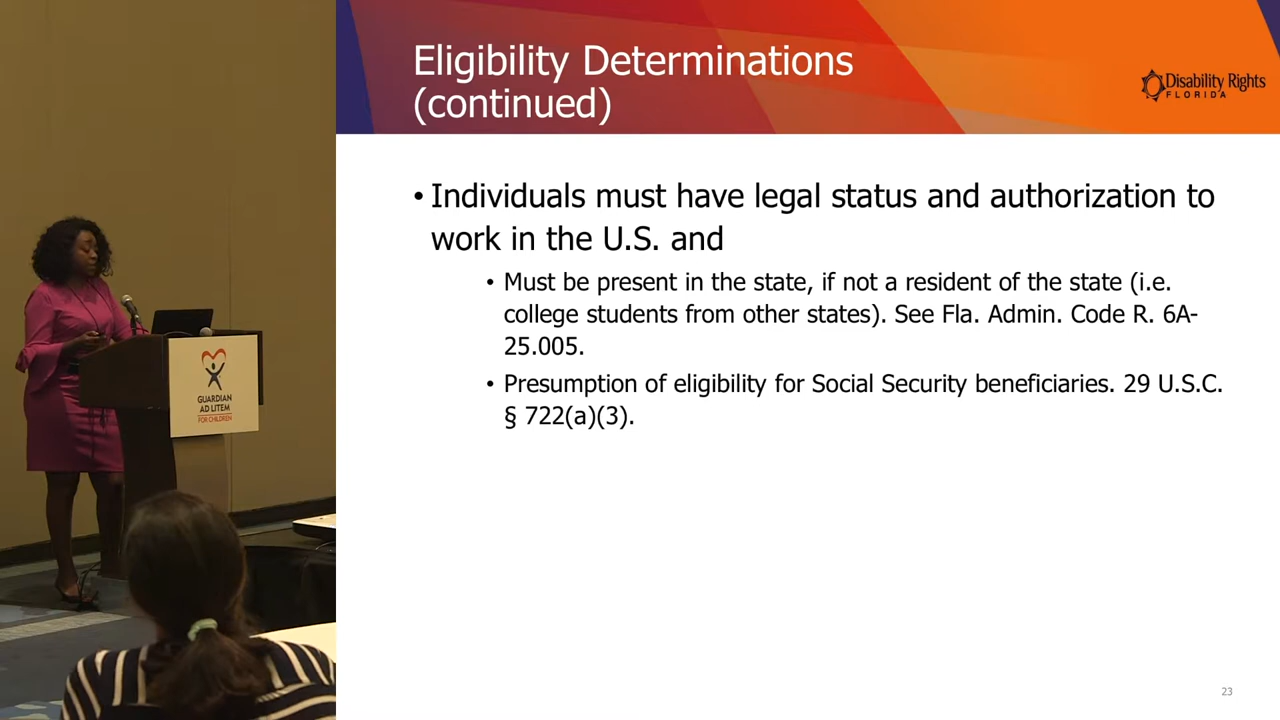 Eligibility Determinations
(continued)
Disability Rights
FLORIDA
• Individuals must have legal status and authorization to
work in the U.S. and
• Must be present in the state, if not a resident of the state (i.e.
college students from other states). See Fla. Admin. Code R. 6A-
25.005.
• Presumption of eligibility for Social Security beneficiaries. 29 U.S.C.
§ 722(a)(3).
GUARDIAN
AD LITEM
FOR CHILDREN
23